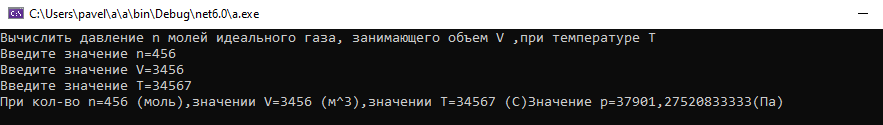 C:\Users\pavel\a\a\bin\Debug\net6.0\a.exe
Вычислить давление n молей идеального газа, занимающего объем V ,при температуре T
Введите значение n=456
Введите значение V=3456
Введите значение T=34567
При кол-во n=456 (моль),значении V=3456 (м^3),значении T=34567 (C)Значение p=37901,27520833333(Па)